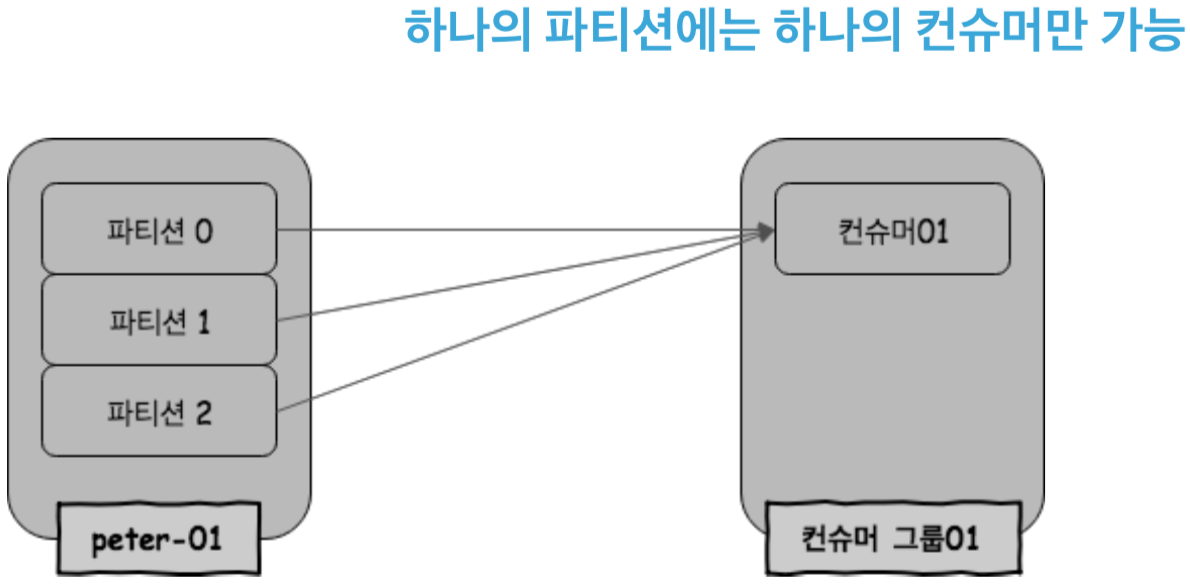 하나의 파티션에는 하나의 컨슈머만 가능
파티션 0
파티션 1
파티션 2
peter-01
컨슈머01
컨슈머 그룹01